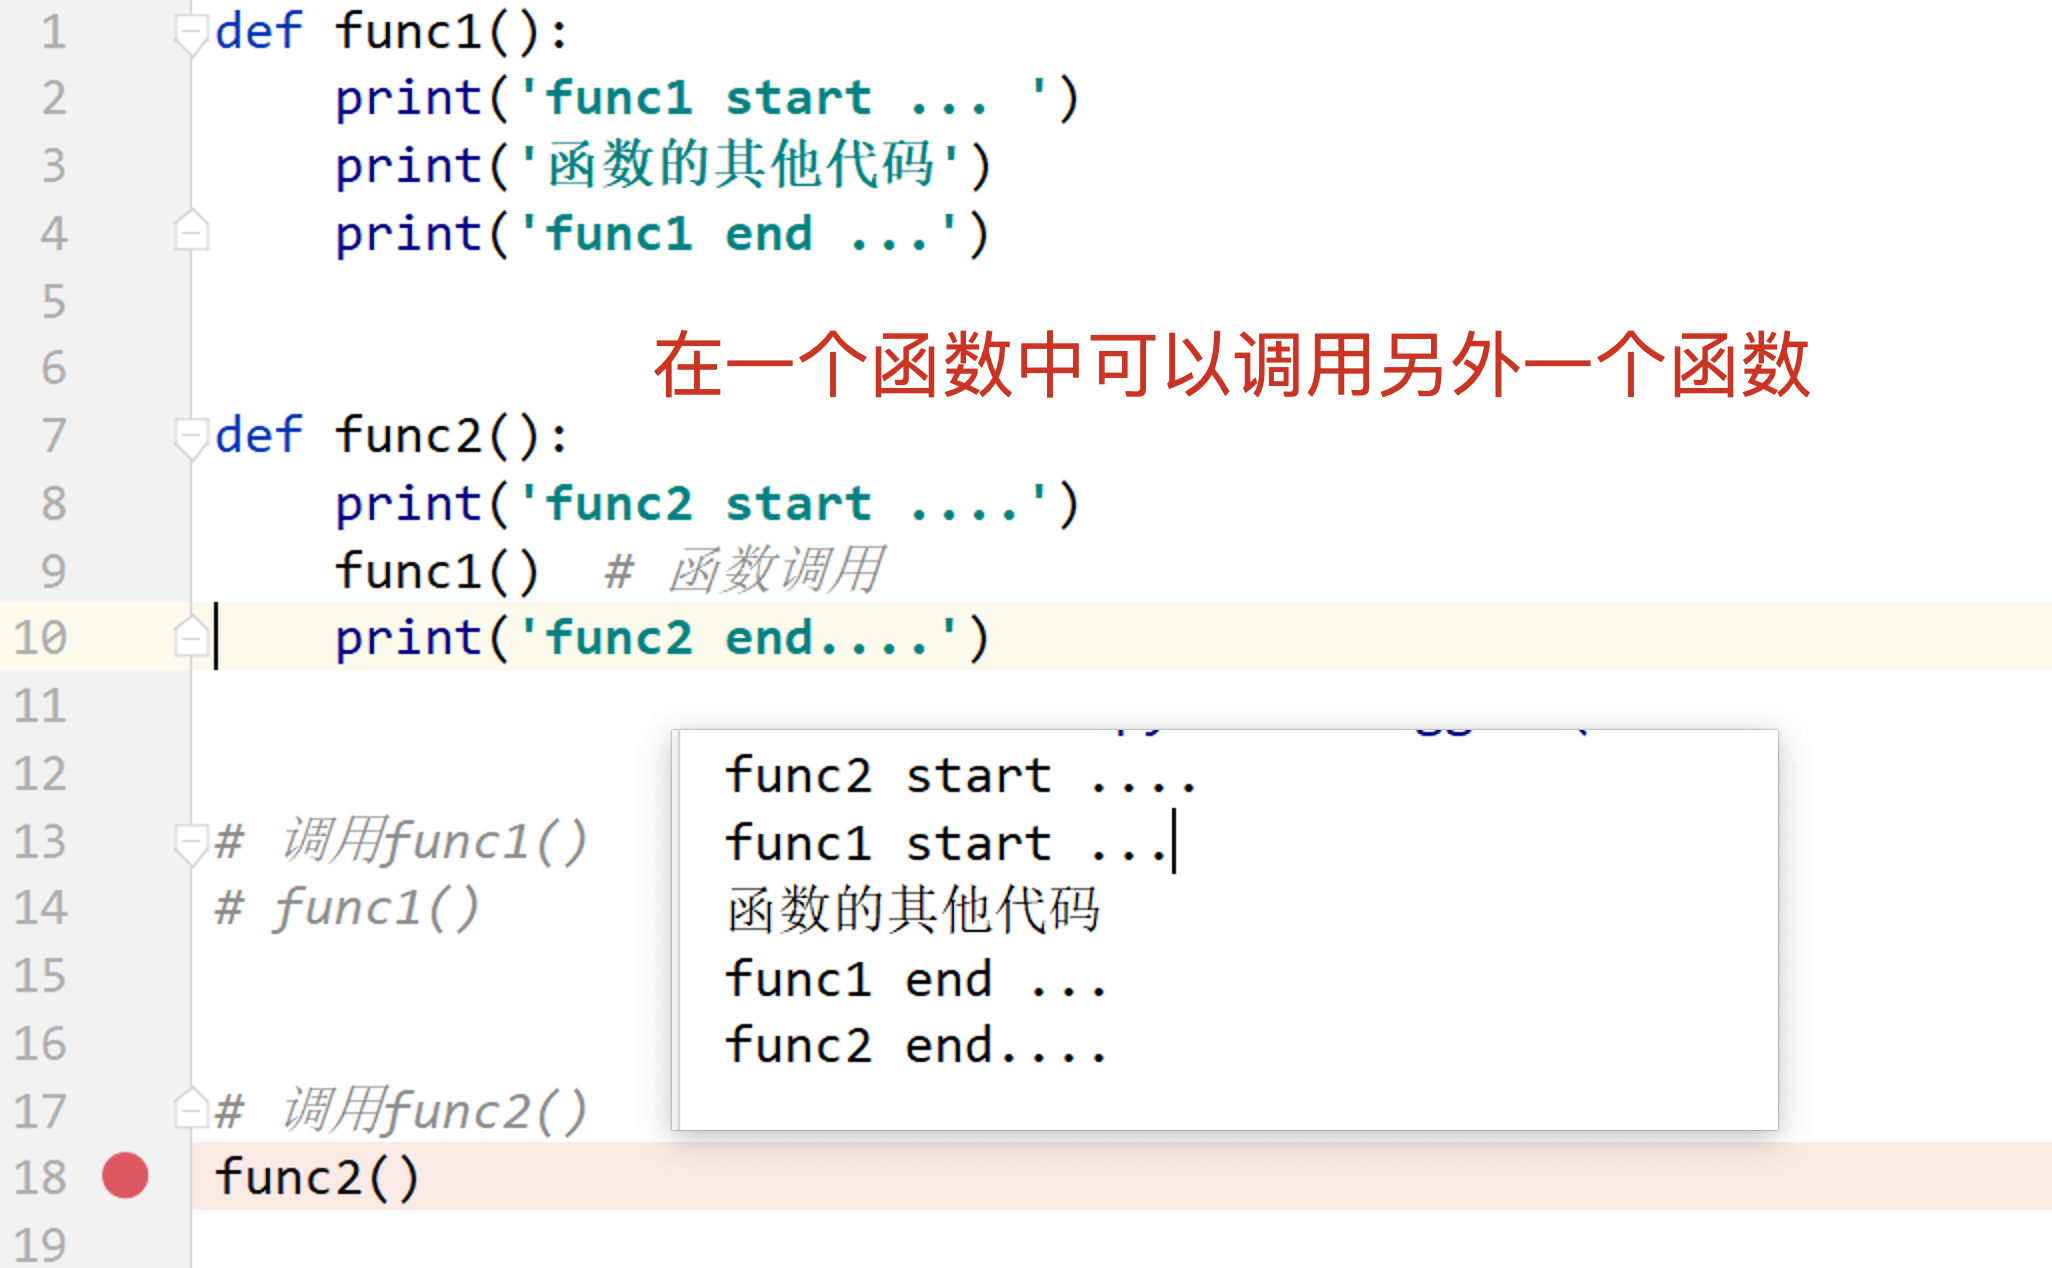 1 def func1():
2 print('func1 start ... ')
3 print('函数的其他代码')
4 print('func1 end ...')
5
6 在一个函数中可以调用另外一个函数
7 def func2():
8 print('func2 start ....')
9 func1() # 函数调用
10 print('func2 end....')
11
12
13 # 调用func1()
14 # func1()
15
16
17 # 调用func2()
18 func2()
19
func2 start ....
func1 start ...
函数的其他代码
func1 end ...
func2 end....